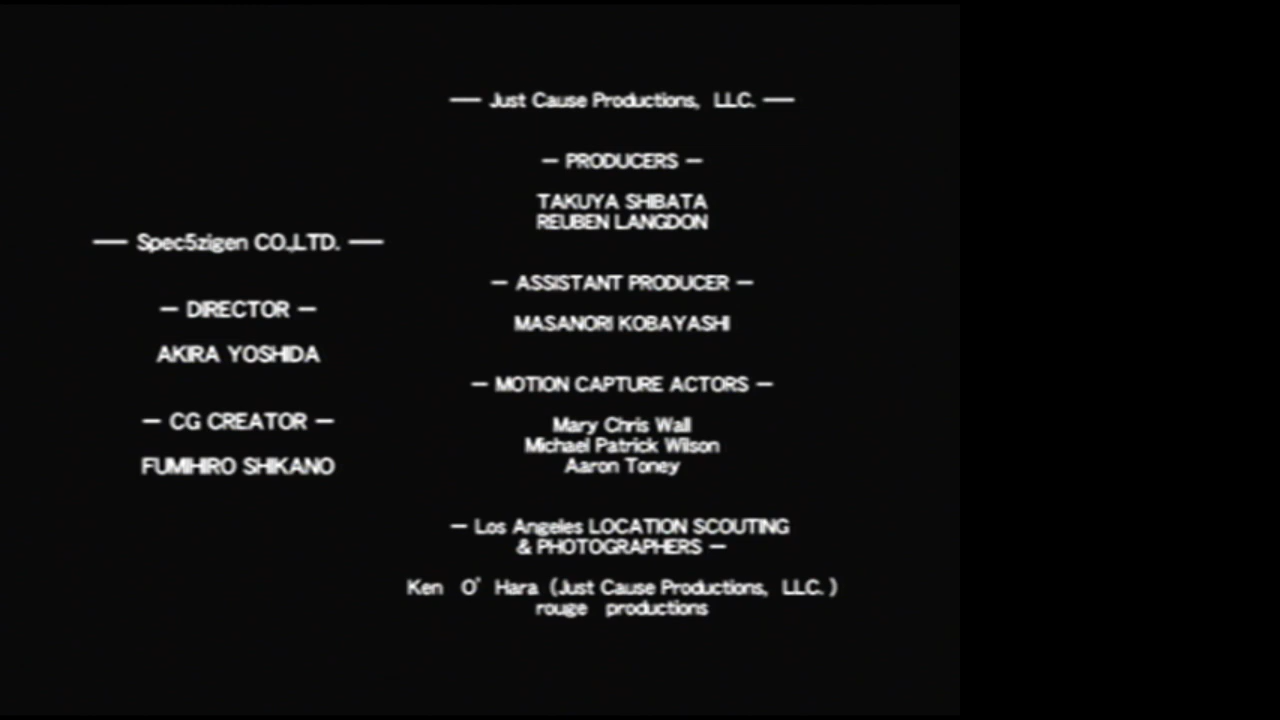 — Spec5zigen CO.,LTD. —
— DIRECTOR —
AKIRA YOSHIDA
— CG CREATOR —
FUMIHIRO SHIKANO
— Just Cause Productions, LLC. —
— PRODUCERS —
TAKUYA SHIBATA
REUBEN LANGDON
— ASSISTANT PRODUCER —
MASANORI KOBAYASHI
— MOTION CAPTURE ACTORS —
Mary Chris Wall
Michael Patrick Wilson
Aaron Toney
— Los Angeles LOCATION SCOUTING
& PHOTOGRAPHERS —
Ken O' Hara (Just Cause Productions, LLC. )
rouge productions